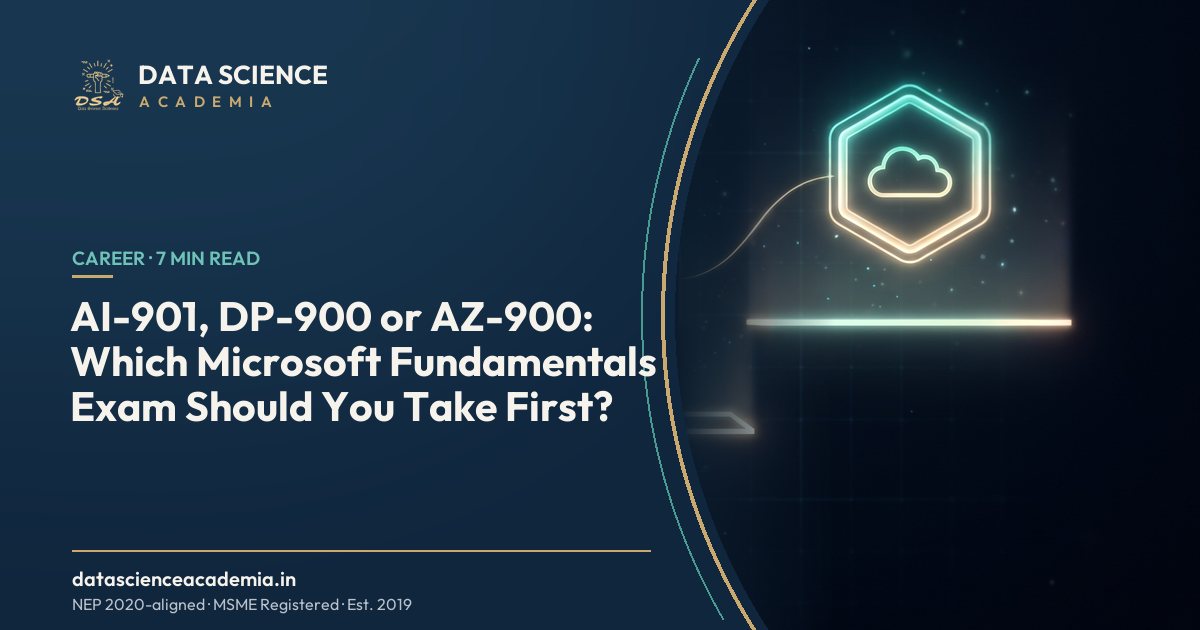 DSA
DATA SCIENCE
ACADEMIA
CAREER · 7 MIN READ
AI-901, DP-900 or AZ-900:
Which Microsoft Fundamentals
Exam Should You Take First?
datascienceacademia.in
NEP 2020-aligned · MSME Registered · Est. 2019